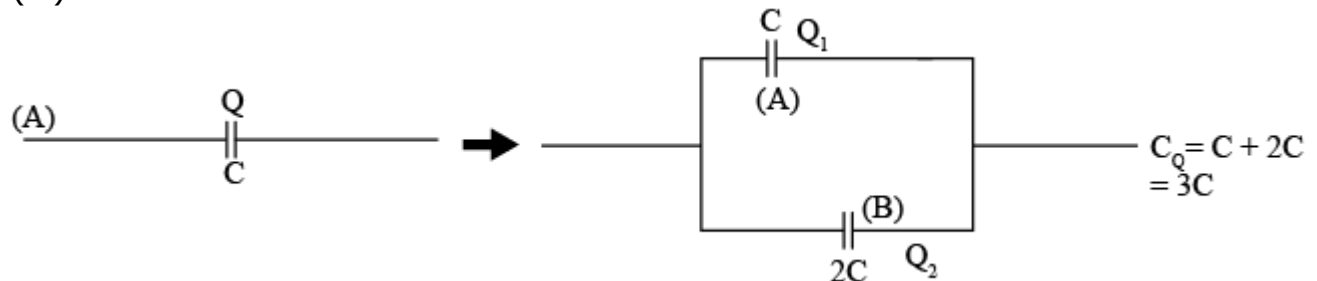 (A)
Q
C
C
Q₁
(A)
(B)
2C
Q₂
C_Q = C + 2C
= 3C